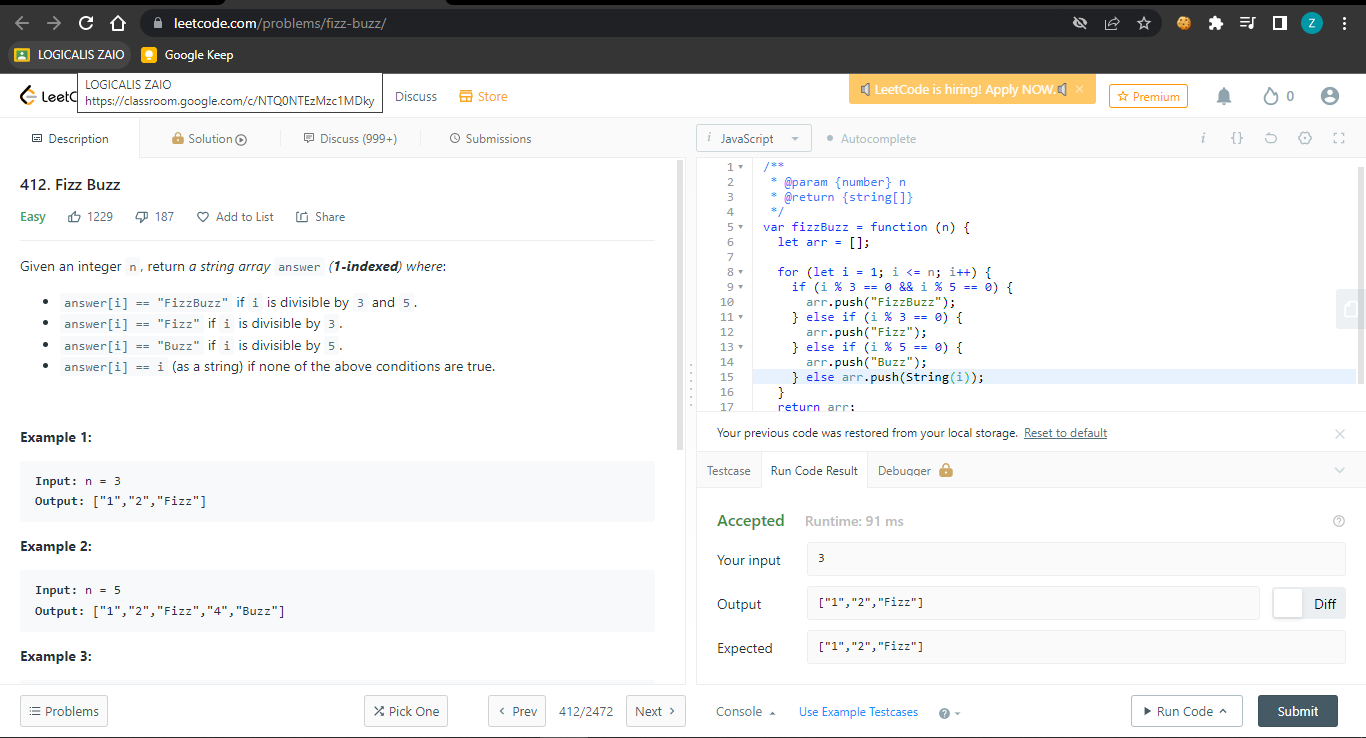 leetcode.com/problems/fizz-buzz/
Z
LOGICALIS ZAIO
Google Keep
LeetC
LOGICALIS ZAIO
https://classroom.google.com/c/NTQ0NTEzMzc1MDky
Discuss
Store
LeetCode is hiring! Apply NOW.
Premium
0
Description
Solution
Discuss (999+)
Submissions
412. Fizz Buzz
Easy 1229 187 Add to List Share
Given an integer n, return a string array answer (1-indexed) where:
• answer[i] == "FizzBuzz" if i is divisible by 3 and 5.
• answer[i] == "Fizz" if i is divisible by 3.
• answer[i] == "Buzz" if i is divisible by 5.
• answer[i] == i (as a string) if none of the above conditions are true.
Example 1:
Input: n = 3
Output: ["1","2","Fizz"]
Example 2:
Input: n = 5
Output: ["1","2","Fizz","4","Buzz"]
Example 3:
Problems
Pick One
Prev
412/2472
Next
i JavaScript
Autocomplete
i {}
1 /**
2 * @param {number} n
3 * @return {string[]}
4 */
5 var fizzBuzz = function (n) {
6 let arr = [];
7
8 for (let i = 1; i <= n; i++) {
9 if (i % 3 == 0 && i % 5 == 0) {
10 arr.push("FizzBuzz");
11 } else if (i % 3 == 0) {
12 arr.push("Fizz");
13 } else if (i % 5 == 0) {
14 arr.push("Buzz");
15 } else arr.push(String(i));
16 }
17 return arr;
Your previous code was restored from your local storage. Reset to default
Testcase
Run Code Result
Debugger
Accepted Runtime: 91 ms
Your input 3
Output ["1","2","Fizz"] Diff
Expected ["1","2","Fizz"]
Console
Use Example Testcases
Run Code
Submit